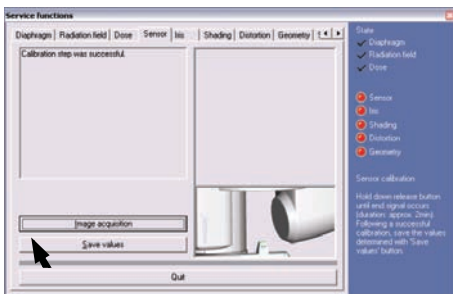 Service functions
Diaphragm
Radiation field
Dose
Sensor
Iris
Shading
Distortion
Geometry
Calibration step was successful.
Image acquisition
Save values
Quit
State
Diaphragm
Radiation field
Dose
Sensor
Iris
Shading
Distortion
Geometry
Sensor calibration
Hold down release button
until end signal occurs
(duration: approx. 2min).
Following a successful
calibration, save the values
determined with 'Save
values' button.